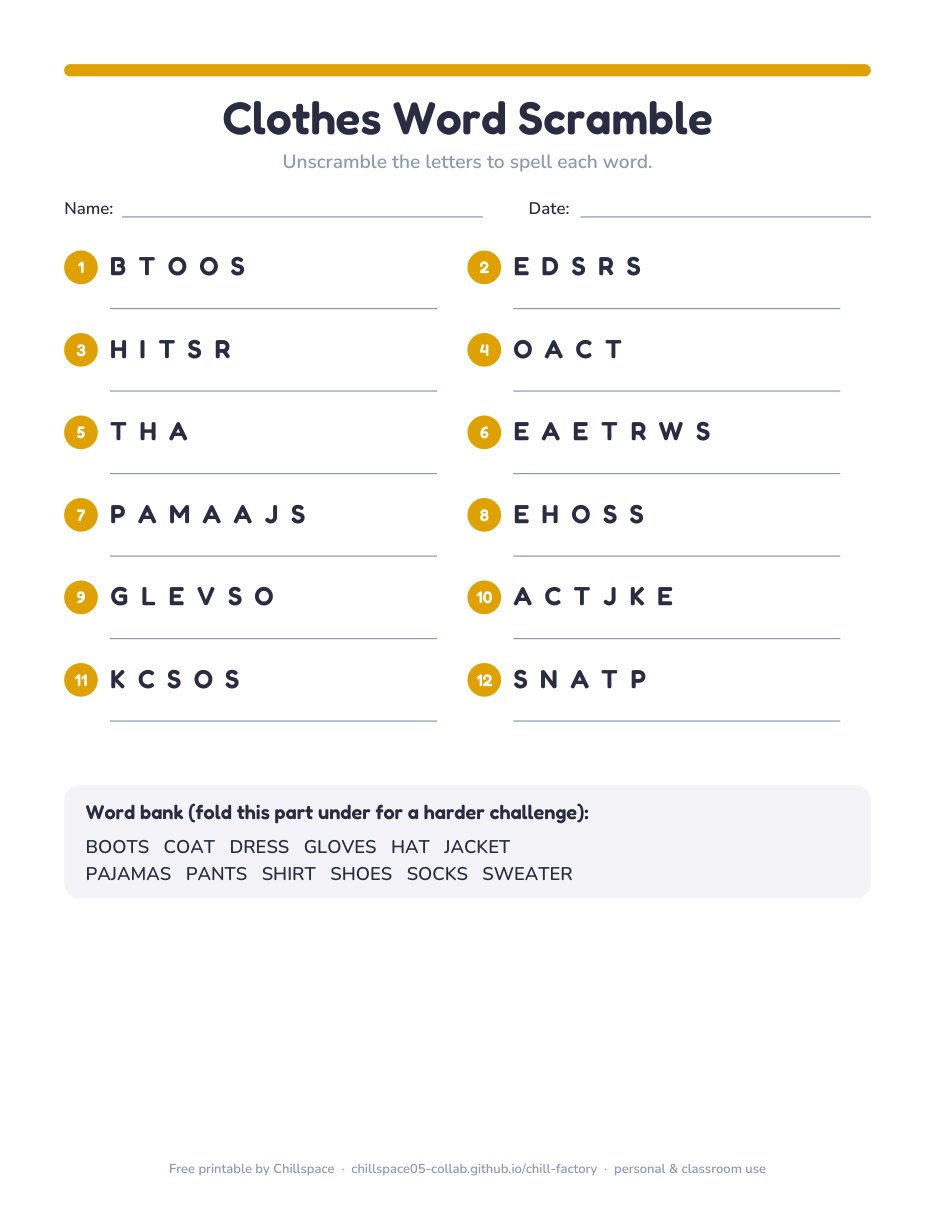 Clothes Word Scramble
Unscramble the letters to spell each word.
Name: Date:
1 B T O O S
2 E D S R S
3 H I T S R
4 O A C T
5 T H A
6 E A E T R W S
7 P A M A A J S
8 E H O S S
9 G L E V S O
10 A C T J K E
11 K C S O S
12 S N A T P
Word bank (fold this part under for a harder challenge):
BOOTS COAT DRESS GLOVES HAT JACKET
PAJAMAS PANTS SHIRT SHOES SOCKS SWEATER
Free printable by Chillspace · chillspace05-collab.github.io/chill-factory · personal & classroom use